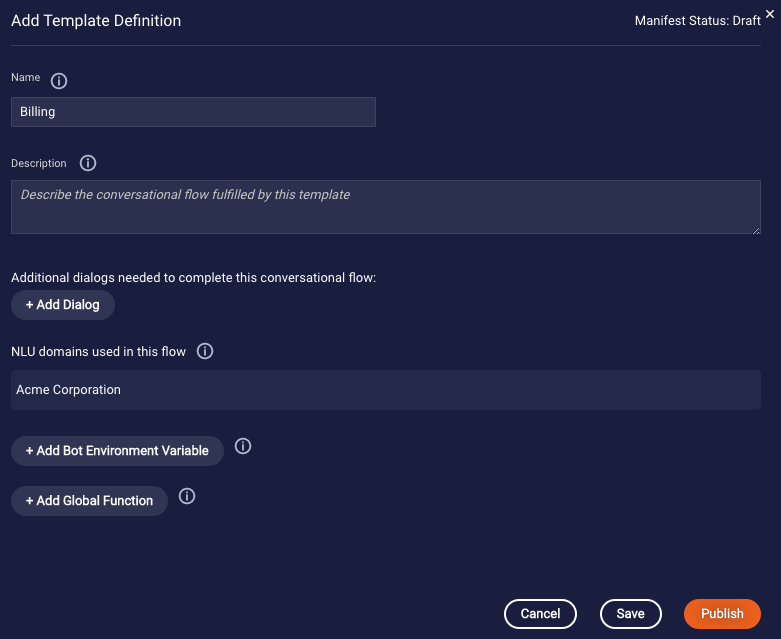 Add Template Definition
Manifest Status: Draft
Name
Billing
Description
Describe the conversational flow fulfilled by this template
Additional dialogs needed to complete this conversational flow:
+ Add Dialog
NLU domains used in this flow
Acme Corporation
+ Add Bot Environment Variable
+ Add Global Function
Cancel Save Publish